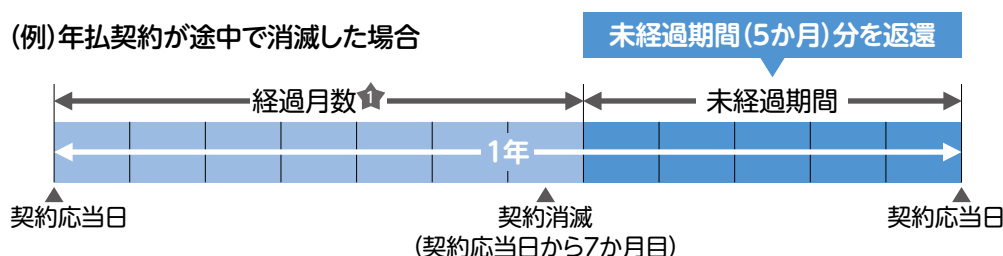 (例)年払契約が途中で消滅した場合
未経過期間(5か月)分を返還
経過月数1
未経過期間
1年
契約応当日
契約消滅
(契約応当日から7か月目)
契約応当日